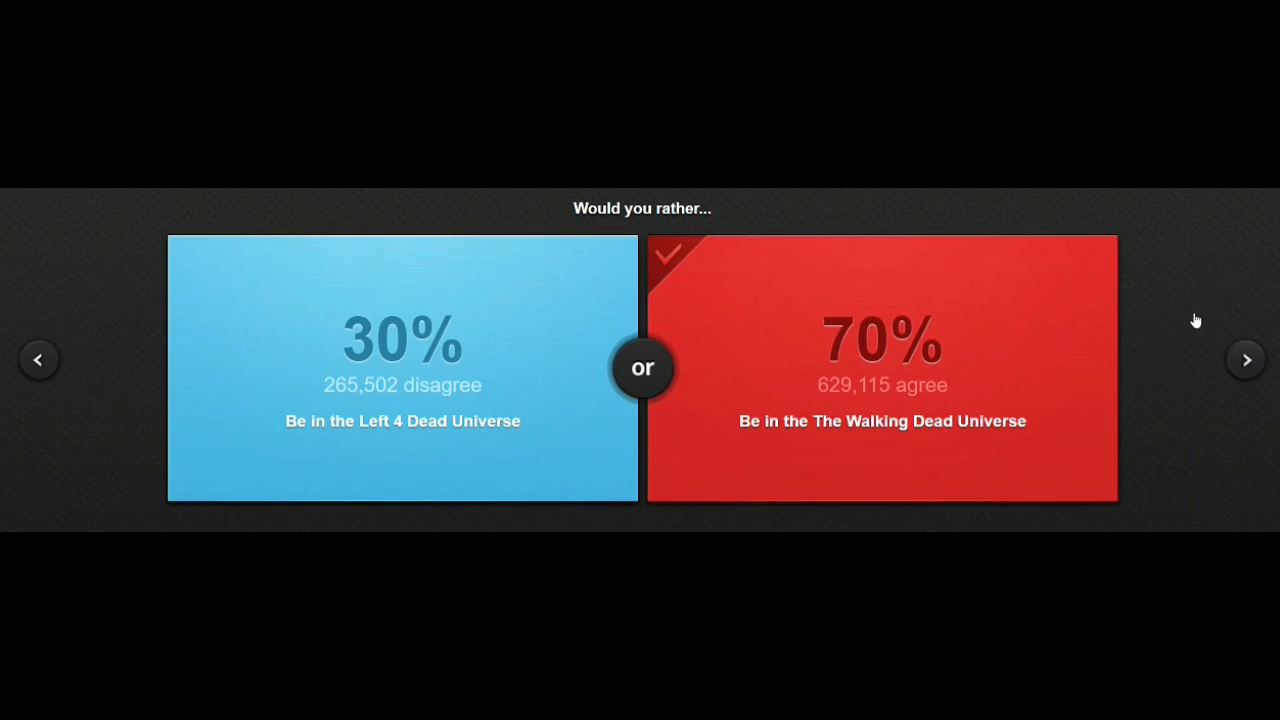 Would you rather...
30%
265,502 disagree
Be in the Left 4 Dead Universe
or
70%
629,115 agree
Be in the The Walking Dead Universe